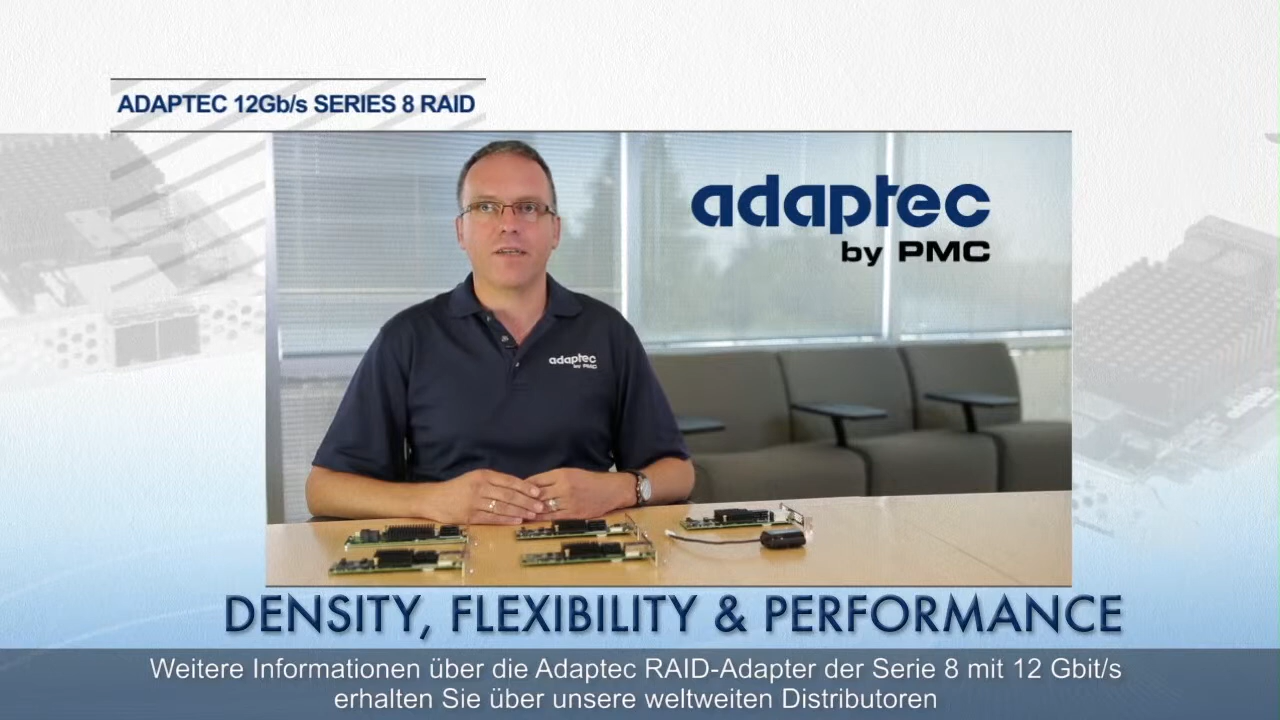 ADAPTEC 12Gb/s SERIES 8 RAID
adaptec
by PMC
adaptec
by PMC
DENSITY, FLEXIBILITY & PERFORMANCE
Weitere Informationen über die Adaptec RAID-Adapter der Serie 8 mit 12 Gbit/s
erhalten Sie über unsere weltweiten Distributoren